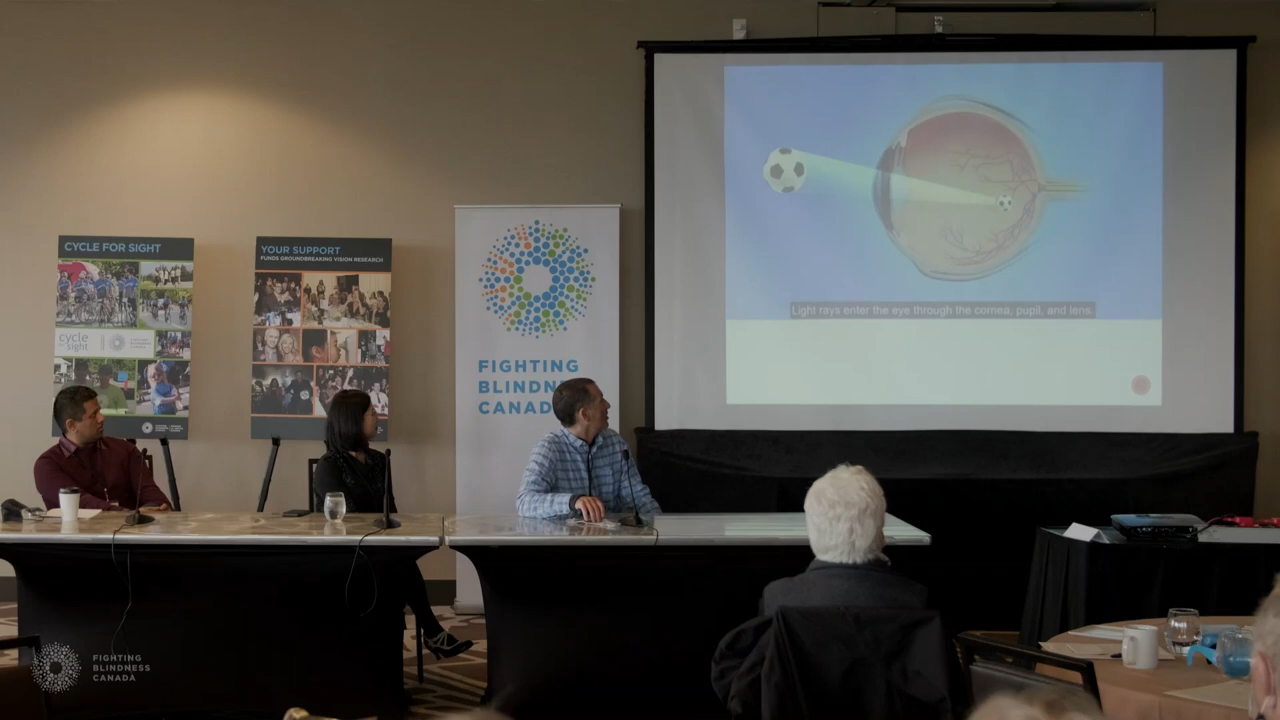 CYCLE FOR SIGHT
cycle
for sight
YOUR SUPPORT
FUNDS GROUNDBREAKING VISION RESEARCH
FIGHTING
BLINDN
CANAD
Light rays enter the eye through the cornea, pupil, and lens.
FIGHTING
BLINDNESS
CANADA